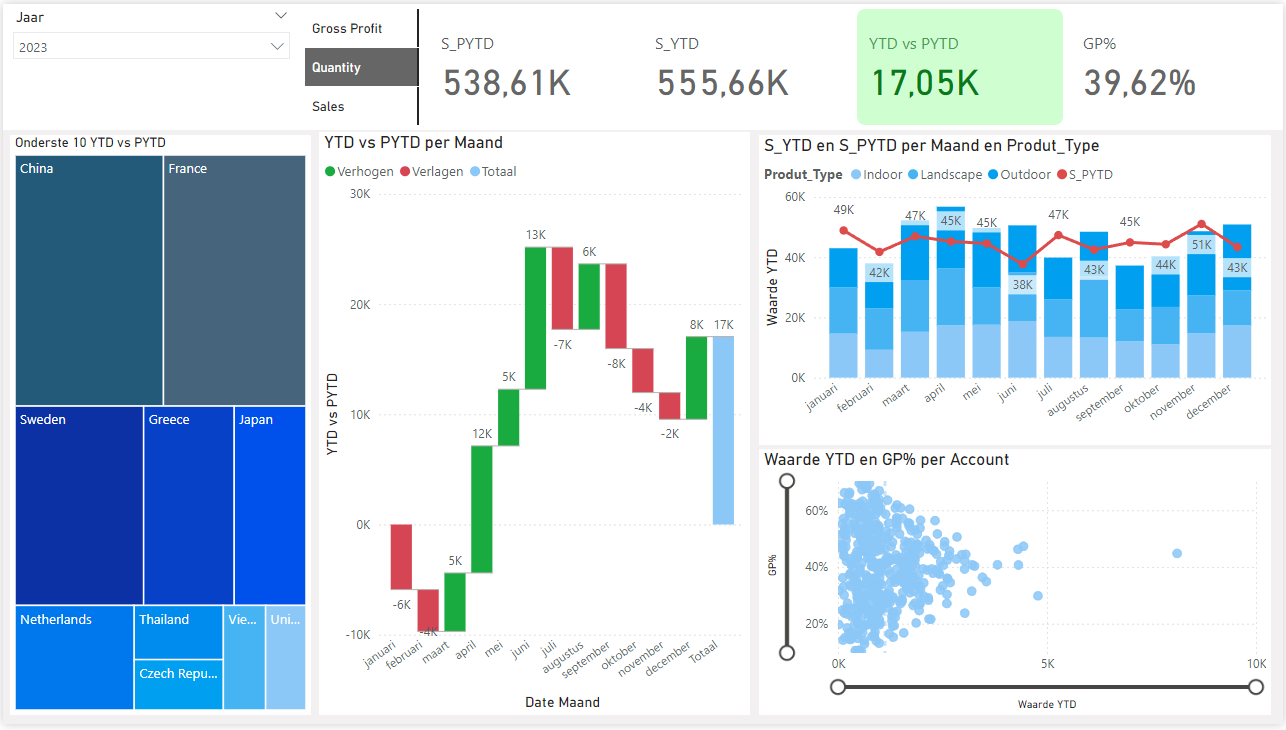 Jaar
2023
Gross Profit
Quantity
Sales
S_PYTD
538,61K
S_YTD
555,66K
YTD vs PYTD
17,05K
GP%
39,62%
Onderste 10 YTD vs PYTD
China
France
Sweden
Greece
Japan
Netherlands
Thailand
Czech Repu...
Vie...
Uni...
YTD vs PYTD per Maand
Verhogen Verlagen Totaal
YTD vs PYTD
30K
20K
10K
0K
-10K
-6K
-4K
5K
12K
5K
13K
-7K
6K
-8K
-4K
-2K
8K
17K
januari
februari
maart
april
mei
juni
juli
augustus
september
oktober
november
december
Totaal
Date Maand
S_YTD en S_PYTD per Maand en Produt_Type
Produt_Type Indoor Landscape Outdoor S_PYTD
Waarde YTD
60K
40K
20K
0K
49K
42K
47K
45K
45K
38K
47K
43K
45K
44K
51K
43K
januari
februari
maart
april
mei
juni
juli
augustus
september
oktober
november
december
Waarde YTD en GP% per Account
GP%
60%
40%
20%
0K
5K
10K
Waarde YTD